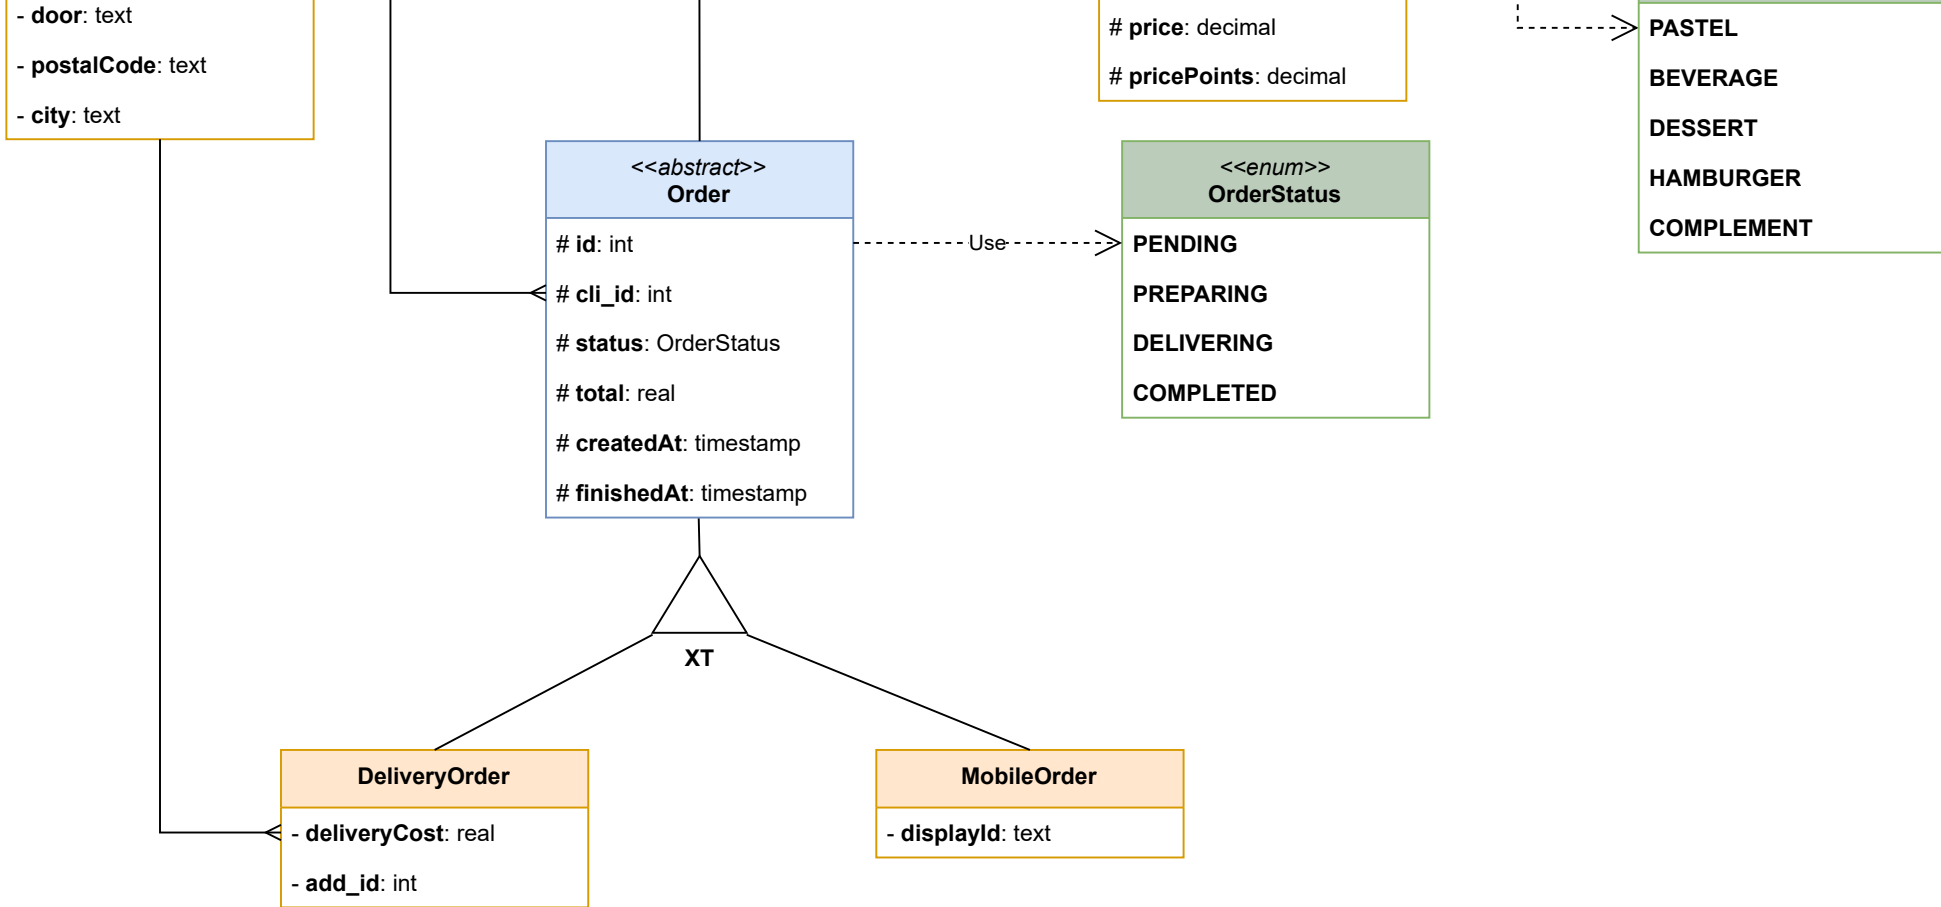 - door: text
- postalCode: text
- city: text
# price: decimal
# pricePoints: decimal
PASTEL
BEVERAGE
DESSERT
HAMBURGER
COMPLEMENT
<<abstract>>
Order
# id: int
# cli_id: int
# status: OrderStatus
# total: real
# createdAt: timestamp
# finishedAt: timestamp
Use
<<enum>>
OrderStatus
PENDING
PREPARING
DELIVERING
COMPLETED
XT
DeliveryOrder
- deliveryCost: real
- add_id: int
MobileOrder
- displayId: text